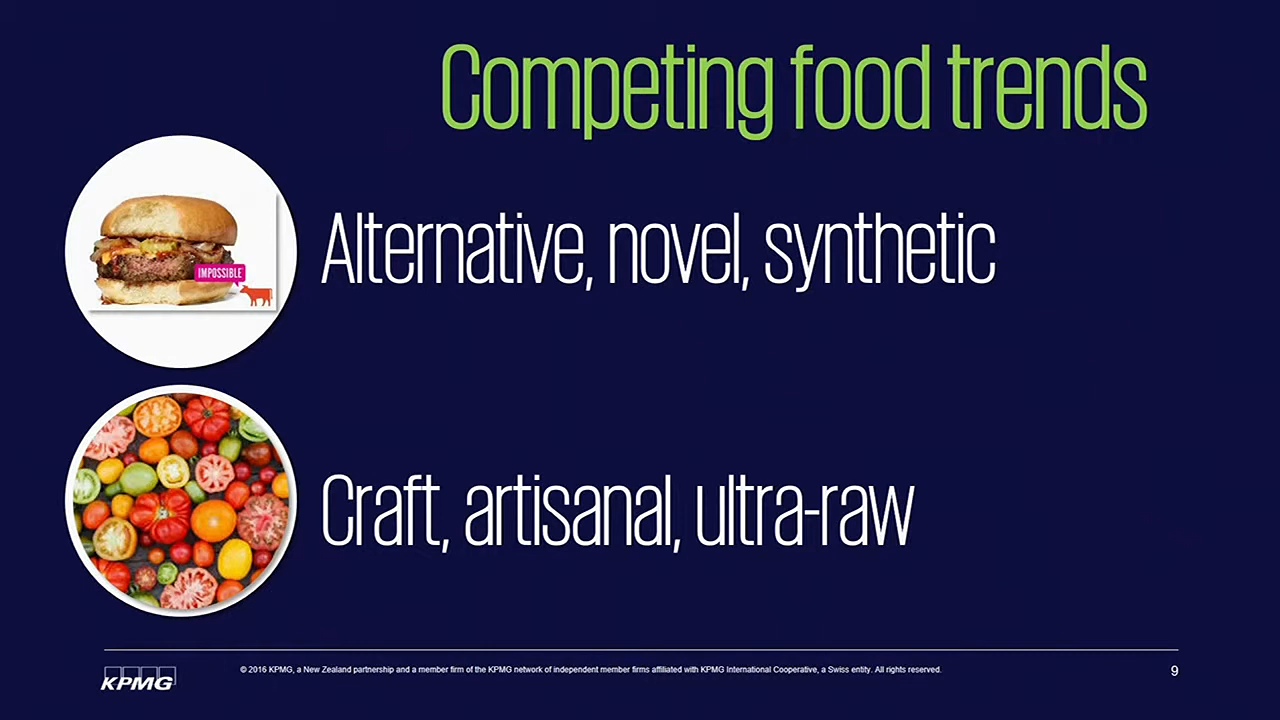 Competing food trends
IMPOSSIBLE
Alternative, novel, synthetic
Craft, artisanal, ultra-raw
KPMG
© 2016 KPMG, a New Zealand partnership and a member firm of the KPMG network of independent member firms affiliated with KPMG International Cooperative, a Swiss entity. All rights reserved.
9